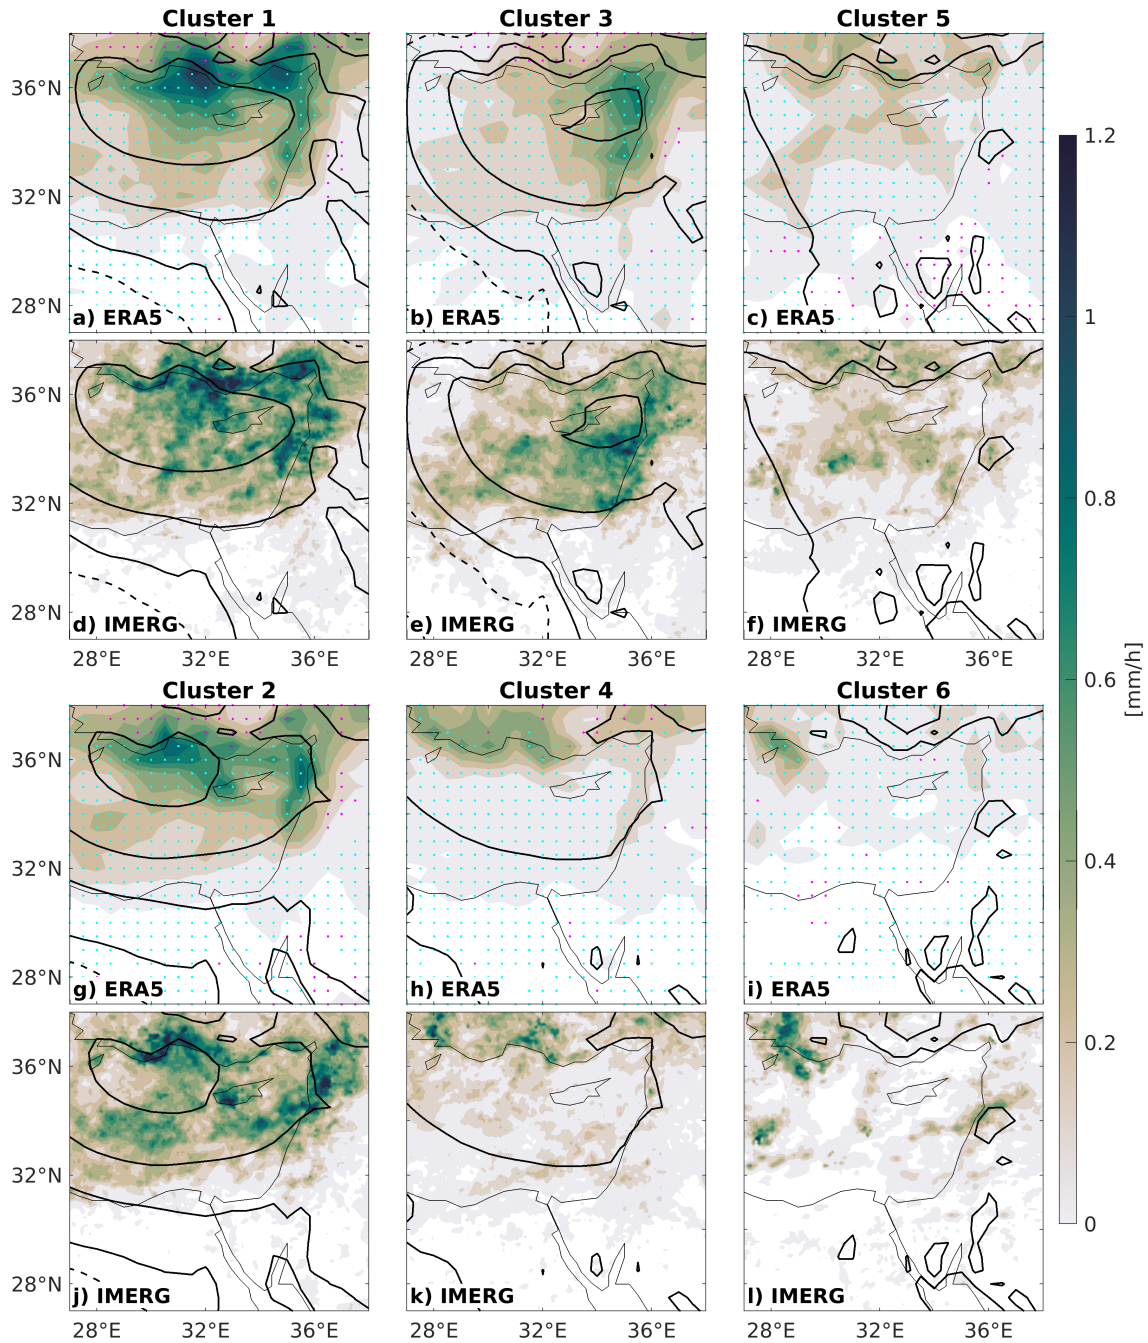 Cluster 1
Cluster 3
Cluster 5
36°N
32°N
28°N
a) ERA5
b) ERA5
c) ERA5
36°N
32°N
28°N
d) IMERG
e) IMERG
f) IMERG
28°E 32°E 36°E
28°E 32°E 36°E
28°E 32°E 36°E
Cluster 2
Cluster 4
Cluster 6
36°N
32°N
28°N
g) ERA5
h) ERA5
i) ERA5
36°N
32°N
28°N
j) IMERG
k) IMERG
l) IMERG
28°E 32°E 36°E
28°E 32°E 36°E
28°E 32°E 36°E
1.2
1
0.8
0.6
0.4
0.2
0
[mm/h]